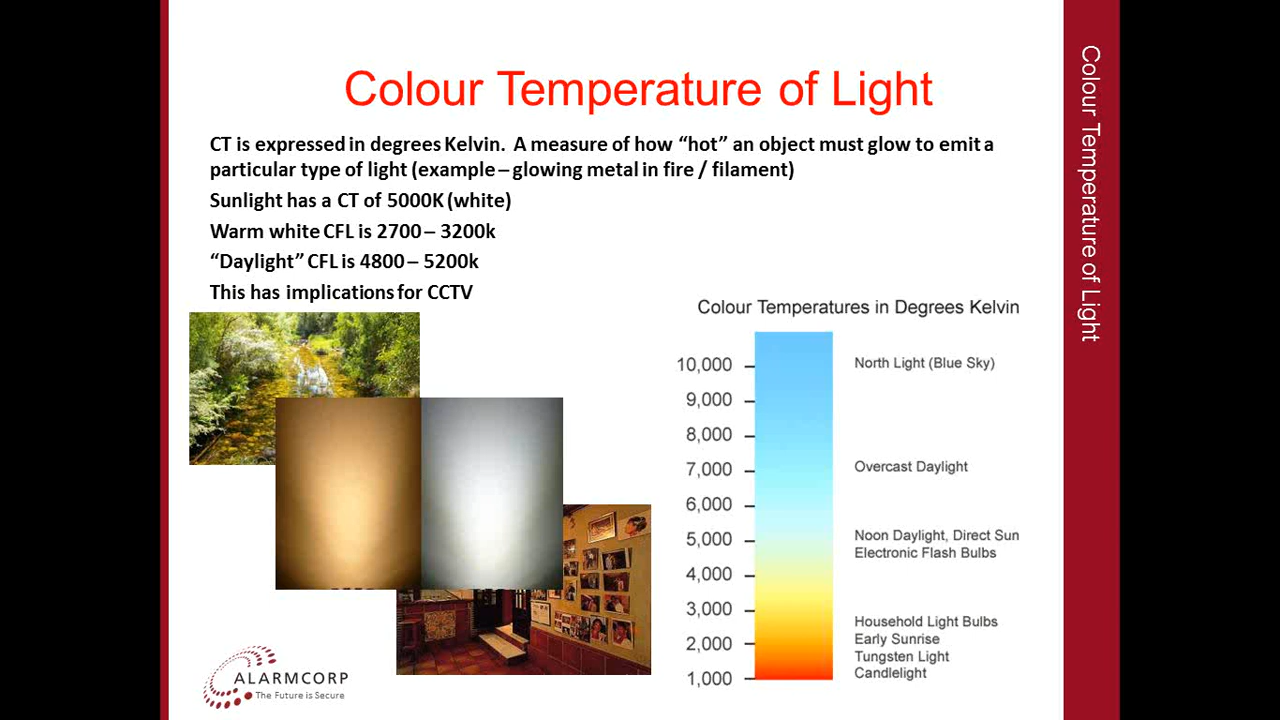 Colour Temperature of Light
CT is expressed in degrees Kelvin. A measure of how “hot” an object must glow to emit a
particular type of light (example – glowing metal in fire / filament)
Sunlight has a CT of 5000K (white)
Warm white CFL is 2700 – 3200k
“Daylight” CFL is 4800 – 5200k
This has implications for CCTV
Colour Temperatures in Degrees Kelvin
10,000
North Light (Blue Sky)
9,000
8,000
7,000
Overcast Daylight
6,000
5,000
Noon Daylight, Direct Sun
Electronic Flash Bulbs
4,000
3,000
Household Light Bulbs
2,000
Early Sunrise
Tungsten Light
1,000
Candlelight
ALARMCORP
The Future is Secure
Colour Temperature of Light